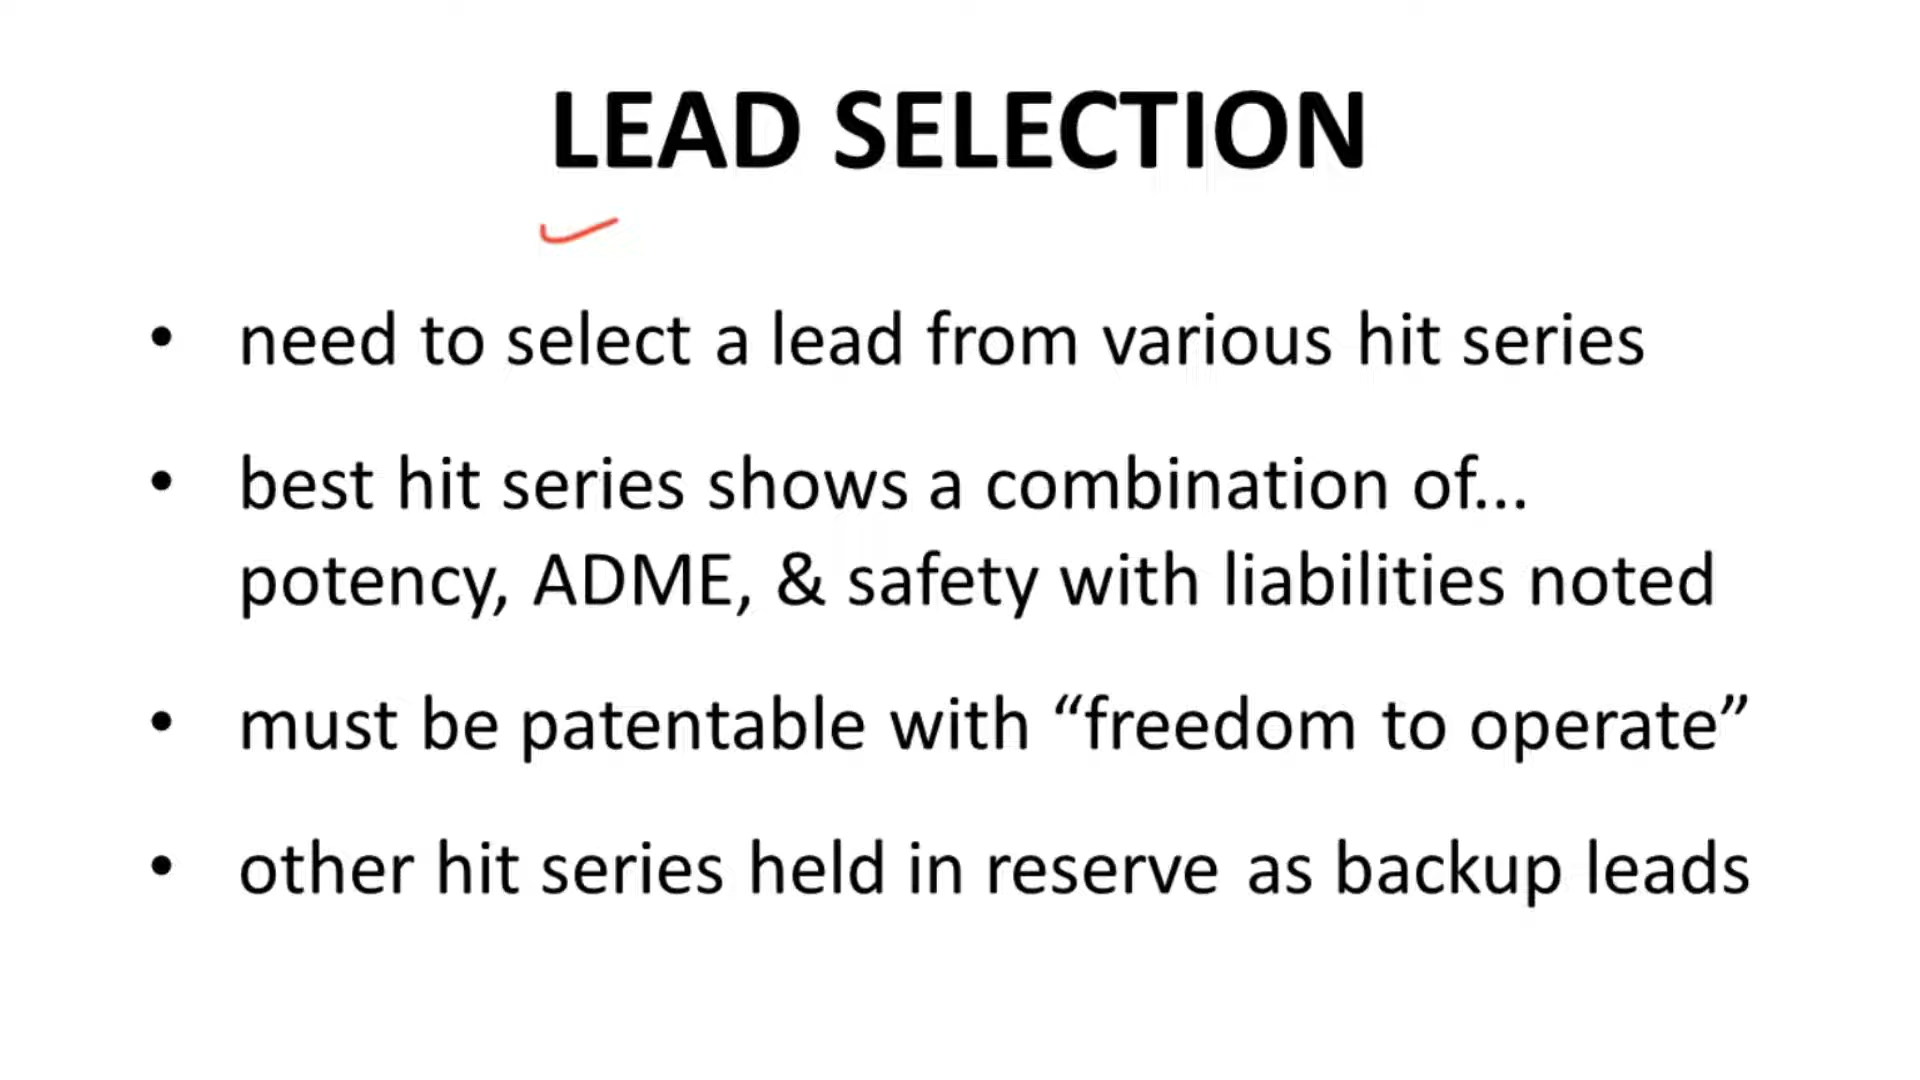 LEAD SELECTION
• need to select a lead from various hit series
• best hit series shows a combination of...
potency, ADME, & safety with liabilities noted
• must be patentable with “freedom to operate”
• other hit series held in reserve as backup leads